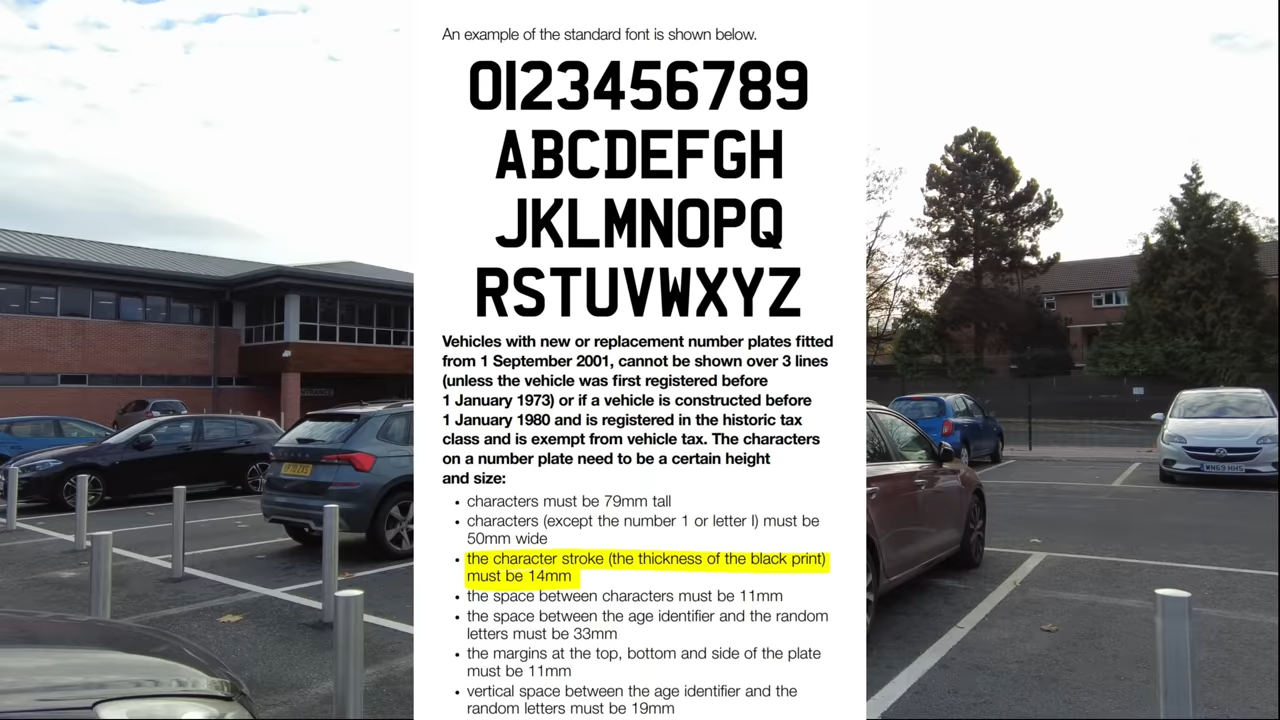 An example of the standard font is shown below.
0123456789
ABCDEFGH
JKLMNOPQ
RSTUVWXYZ
Vehicles with new or replacement number plates fitted
from 1 September 2001, cannot be shown over 3 lines
(unless the vehicle was first registered before
1 January 1973) or if a vehicle is constructed before
1 January 1980 and is registered in the historic tax
class and is exempt from vehicle tax. The characters
on a number plate need to be a certain height
and size:
• characters must be 79mm tall
• characters (except the number 1 or letter I) must be
50mm wide
• the character stroke (the thickness of the black print)
must be 14mm
• the space between characters must be 11mm
• the space between the age identifier and the random
letters must be 33mm
• the margins at the top, bottom and side of the plate
must be 11mm
• vertical space between the age identifier and the
random letters must be 19mm
ENTRANCE
WN69 HHS